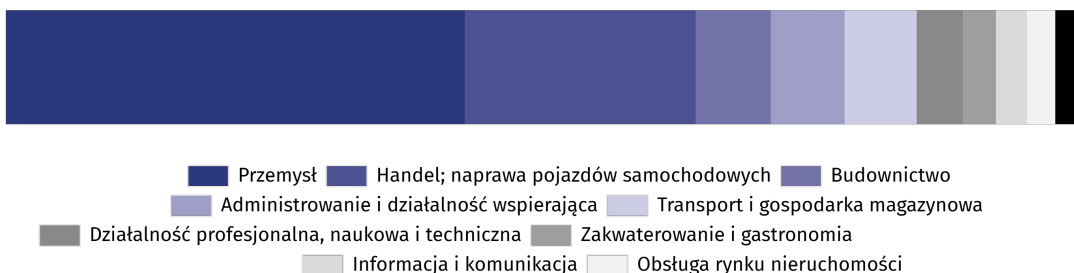 Przemysł Handel; naprawa pojazdów samochodowych Budownictwo
Administrowanie i działalność wspierająca Transport i gospodarka magazynowa
Działalność profesjonalna, naukowa i techniczna Zakwaterowanie i gastronomia
Informacja i komunikacja Obsługa rynku nieruchomości